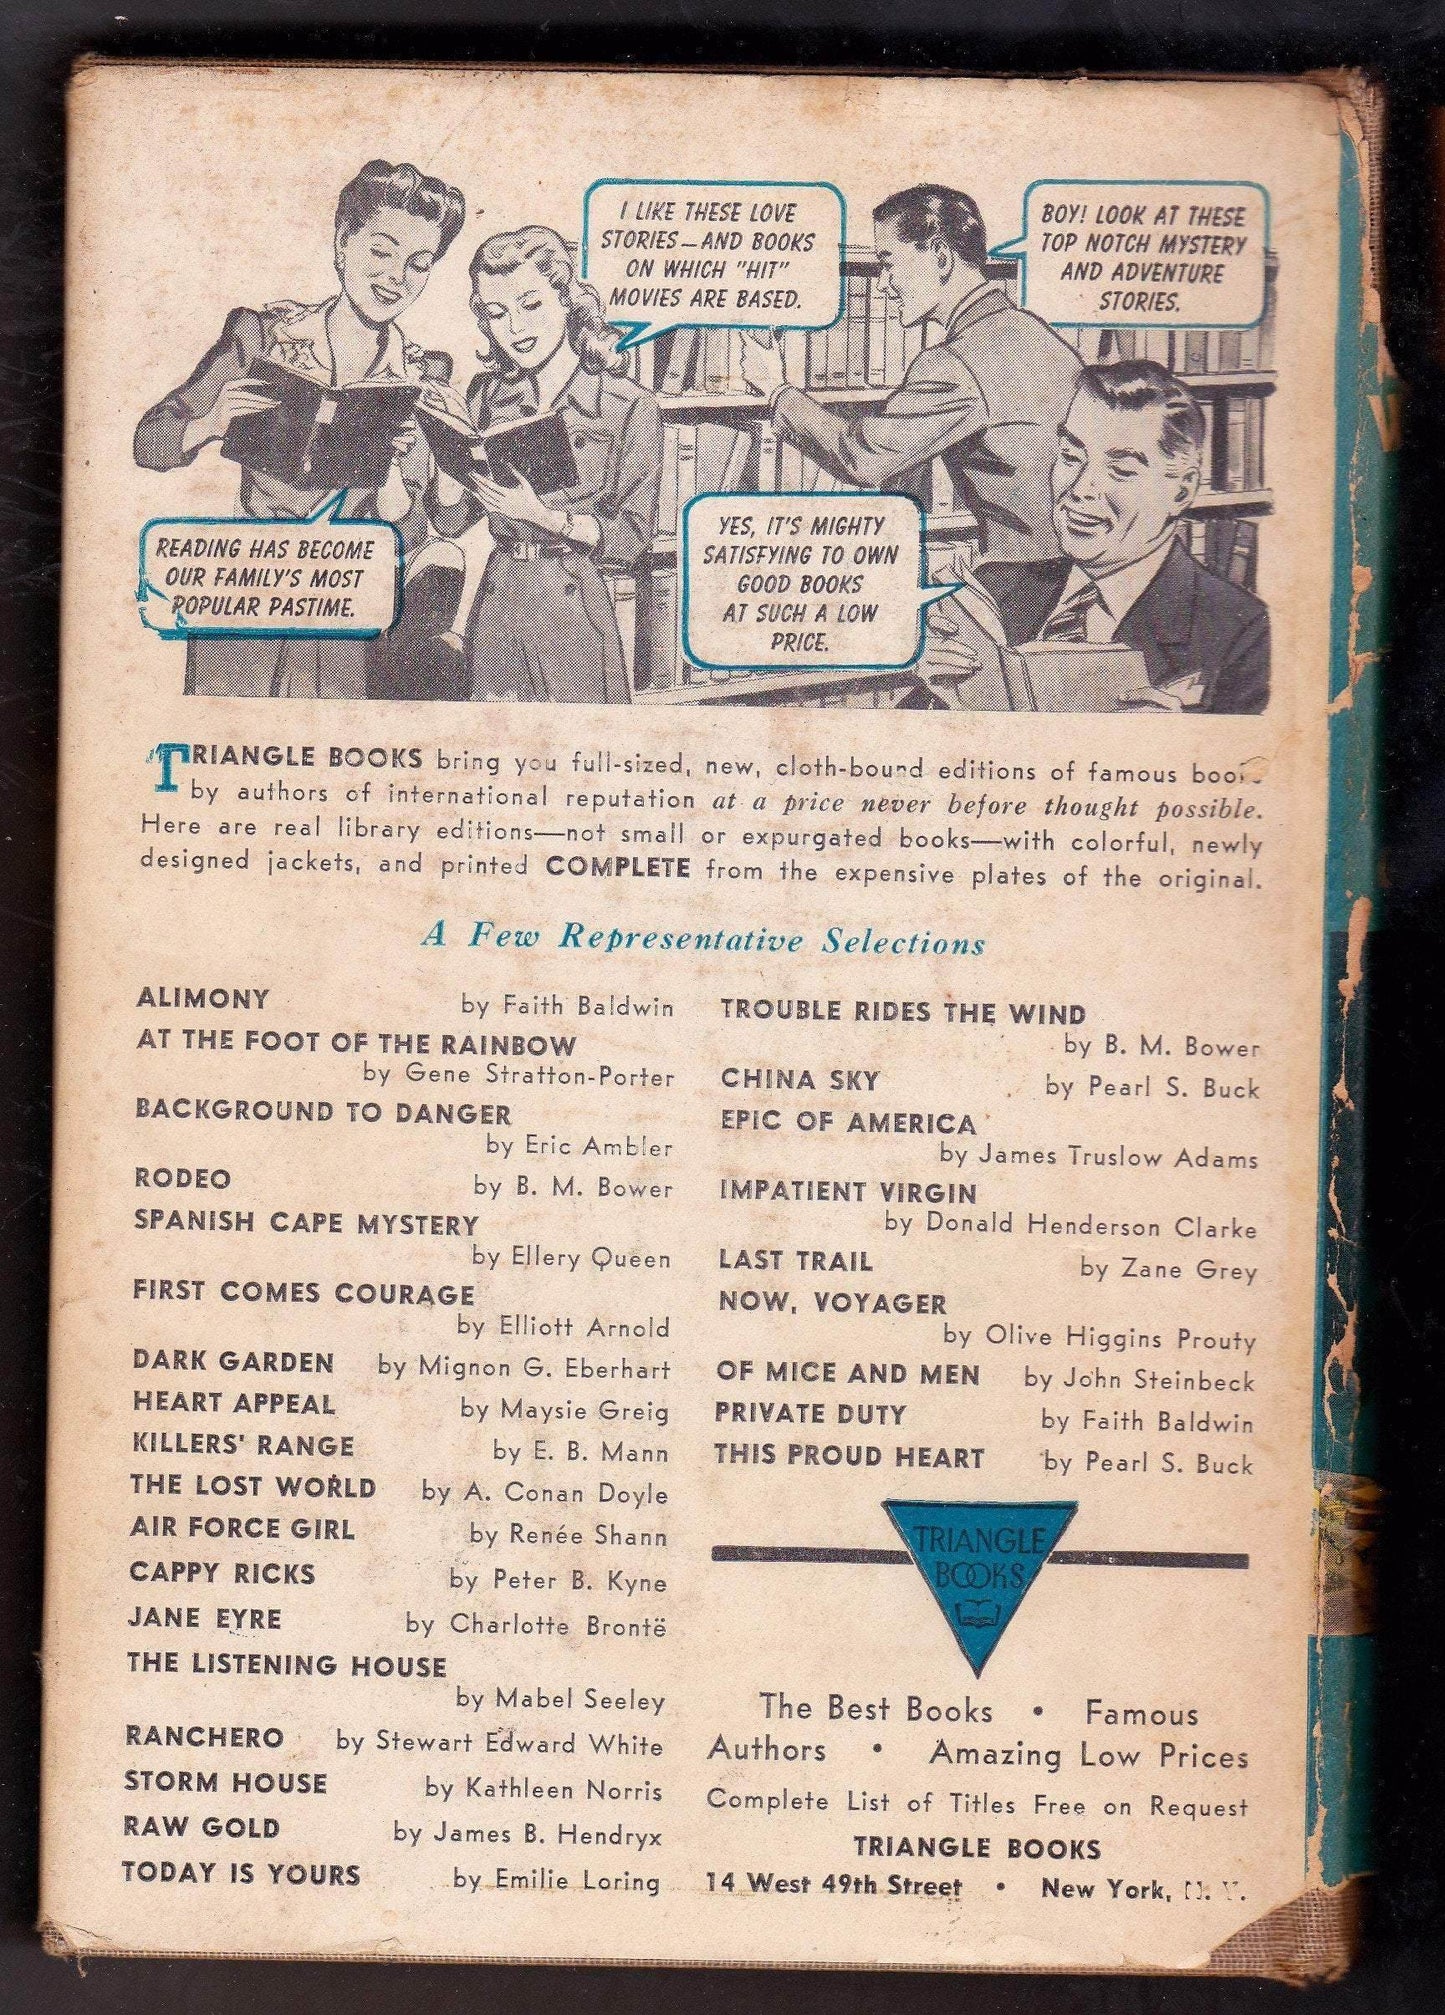 I LIKE THESE LOVE
STORIES—AND BOOKS
ON WHICH "HIT"
MOVIES ARE BASED.
BOY! LOOK AT THESE
TOP NOTCH MYSTERY
AND ADVENTURE
STORIES.
READING HAS BECOME
OUR FAMILY'S MOST
POPULAR PASTIME.
YES, IT'S MIGHTY
SATISFYING TO OWN
GOOD BOOKS
AT SUCH A LOW
PRICE.
TRIANGLE BOOKS bring you full-sized, new, cloth-bound editions of famous books
by authors of international reputation at a price never before thought possible.
Here are real library editions—not small or expurgated books—with colorful, newly
designed jackets, and printed COMPLETE from the expensive plates of the original.
A Few Representative Selections
ALIMONY by Faith Baldwin
AT THE FOOT OF THE RAINBOW
by Gene Stratton-Porter
BACKGROUND TO DANGER
by Eric Ambler
RODEO by B. M. Bower
SPANISH CAPE MYSTERY
by Ellery Queen
FIRST COMES COURAGE
by Elliott Arnold
DARK GARDEN by Mignon G. Eberhart
HEART APPEAL by Maysie Greig
KILLERS' RANGE by E. B. Mann
THE LOST WORLD by A. Conan Doyle
AIR FORCE GIRL by Renée Shann
CAPPY RICKS by Peter B. Kyne
JANE EYRE by Charlotte Brontë
THE LISTENING HOUSE
by Mabel Seeley
RANCHERO by Stewart Edward White
STORM HOUSE by Kathleen Norris
RAW GOLD by James B. Hendryx
TODAY IS YOURS by Emilie Loring
TROUBLE RIDES THE WIND
by B. M. Bower
CHINA SKY by Pearl S. Buck
EPIC OF AMERICA
by James Truslow Adams
IMPATIENT VIRGIN
by Donald Henderson Clarke
LAST TRAIL by Zane Grey
NOW, VOYAGER
by Olive Higgins Prouty
OF MICE AND MEN by John Steinbeck
PRIVATE DUTY by Faith Baldwin
THIS PROUD HEART by Pearl S. Buck
TRIANGLE
BOOKS
The Best Books • Famous
Authors • Amazing Low Prices
Complete List of Titles Free on Request
TRIANGLE BOOKS
14 West 49th Street • New York, N. Y.